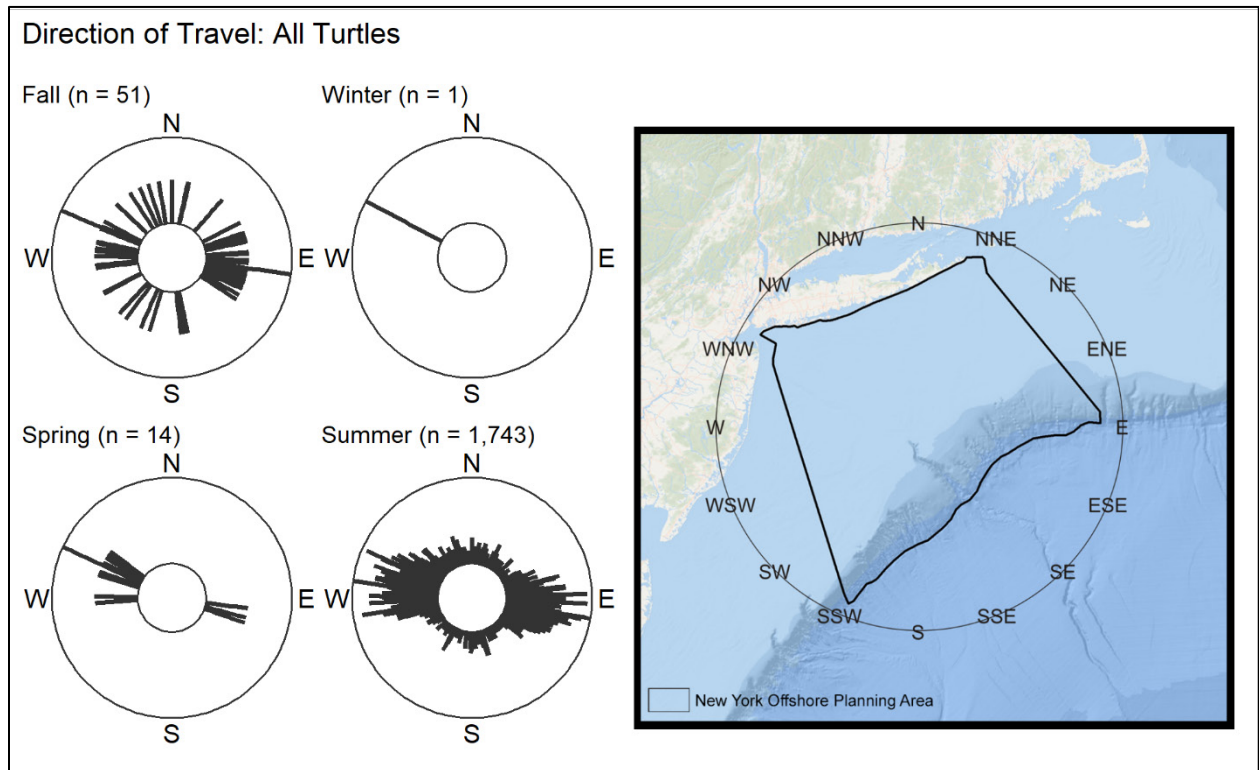 Direction of Travel: All Turtles
Fall (n = 51)
N
W
E
S
Winter (n = 1)
N
W
E
S
Spring (n = 14)
N
W
E
S
Summer (n = 1,743)
N
W
E
S
N
NNW
NNE
NW
NE
WNW
ENE
W
E
WSW
ESE
SW
SE
SSW
SSE
S
New York Offshore Planning Area